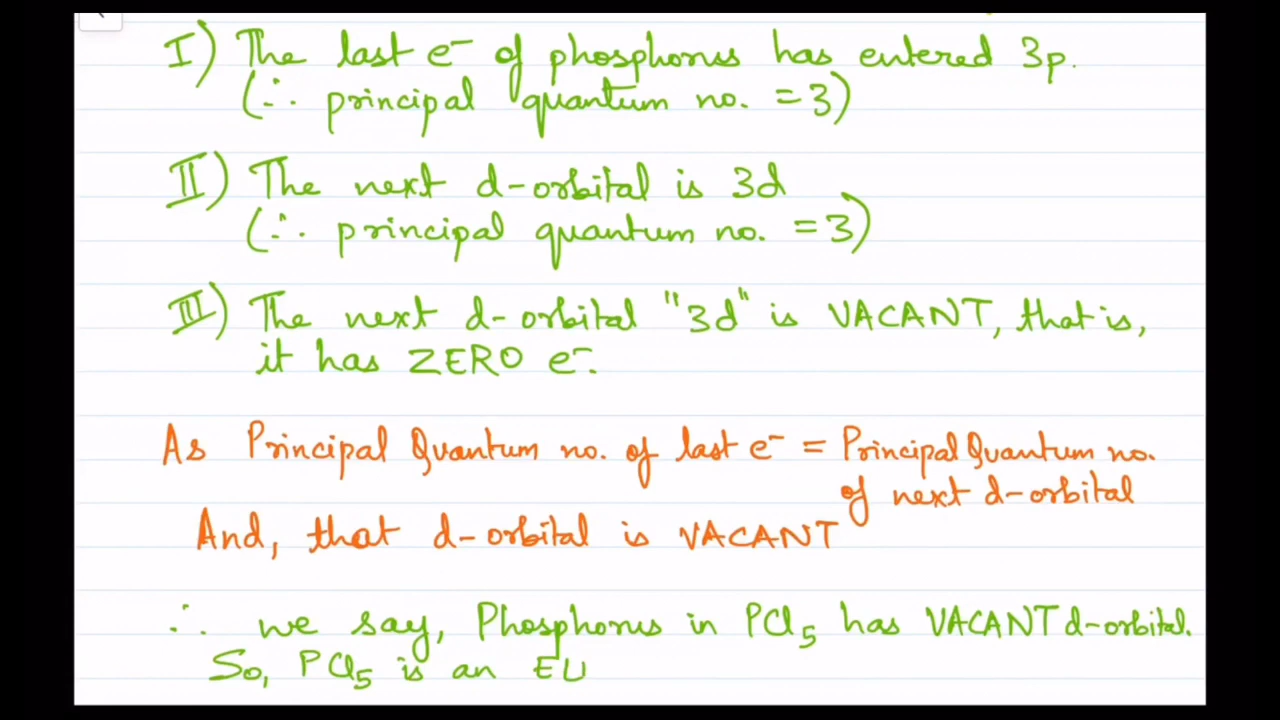 I) The last e⁻ of phosphorus has entered 3p.
(∴ principal quantum no. = 3)
II) The next d-orbital is 3d
(∴ principal quantum no. = 3)
III) The next d-orbital "3d" is VACANT, that is,
it has ZERO e⁻.
As Principal Quantum no. of last e⁻ = Principal Quantum no.
of next d-orbital
And, that d-orbital is VACANT
∴ we say, Phosphorus in PCl₅ has VACANT d-orbital.
So, PCl₅ is an EU